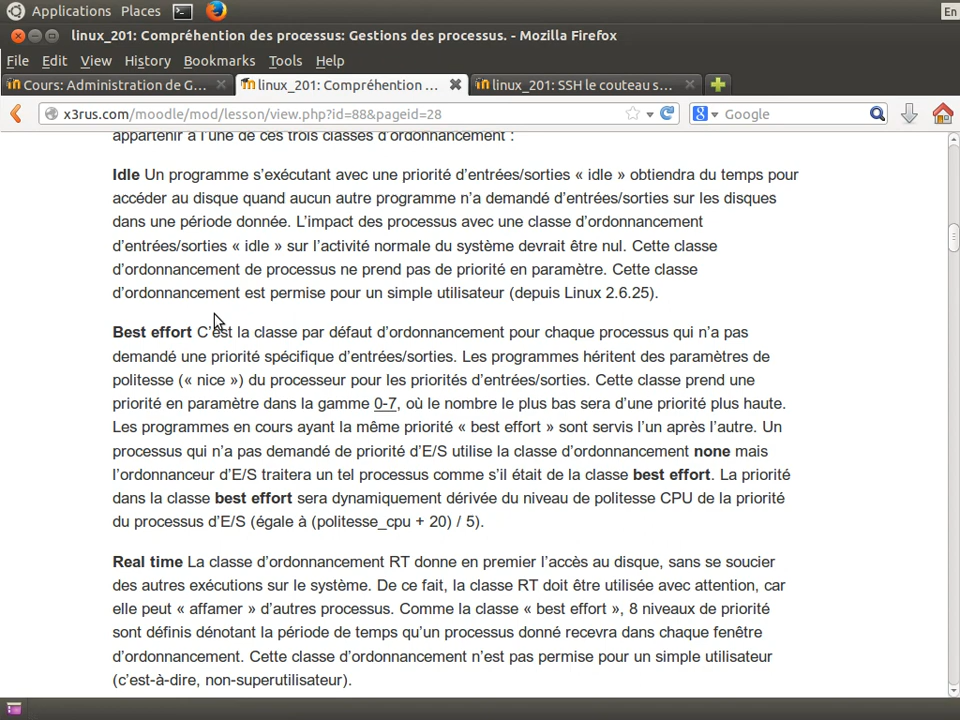 Applications Places En
linux_201: Compréhention des processus: Gestions des processus. - Mozilla Firefox
File Edit View History Bookmarks Tools Help
Cours: Administration de G... linux_201: Compréhention ... linux_201: SSH le couteau s...
x3rus.com/moodle/mod/lesson/view.php?id=88&pageid=28 Google
appartenir à l'une de ces trois classes d'ordonnancement :
Idle Un programme s'exécutant avec une priorité d'entrées/sorties « idle » obtiendra du temps pour
accéder au disque quand aucun autre programme n'a demandé d'entrées/sorties sur les disques
dans une période donnée. L'impact des processus avec une classe d'ordonnancement
d'entrées/sorties « idle » sur l'activité normale du système devrait être nul. Cette classe
d'ordonnancement de processus ne prend pas de priorité en paramètre. Cette classe
d'ordonnancement est permise pour un simple utilisateur (depuis Linux 2.6.25).
Best effort C'est la classe par défaut d'ordonnancement pour chaque processus qui n'a pas
demandé une priorité spécifique d'entrées/sorties. Les programmes héritent des paramètres de
politesse (« nice ») du processeur pour les priorités d'entrées/sorties. Cette classe prend une
priorité en paramètre dans la gamme 0-7, où le nombre le plus bas sera d'une priorité plus haute.
Les programmes en cours ayant la même priorité « best effort » sont servis l'un après l'autre. Un
processus qui n'a pas demandé de priorité d'E/S utilise la classe d'ordonnancement none mais
l'ordonnanceur d'E/S traitera un tel processus comme s'il était de la classe best effort. La priorité
dans la classe best effort sera dynamiquement dérivée du niveau de politesse CPU de la priorité
du processus d'E/S (égale à (politesse_cpu + 20) / 5).
Real time La classe d'ordonnancement RT donne en premier l'accès au disque, sans se soucier
des autres exécutions sur le système. De ce fait, la classe RT doit être utilisée avec attention, car
elle peut « affamer » d'autres processus. Comme la classe « best effort », 8 niveaux de priorité
sont définis dénotant la période de temps qu'un processus donné recevra dans chaque fenêtre
d'ordonnancement. Cette classe d'ordonnancement n'est pas permise pour un simple utilisateur
(c'est-à-dire, non-superutilisateur).